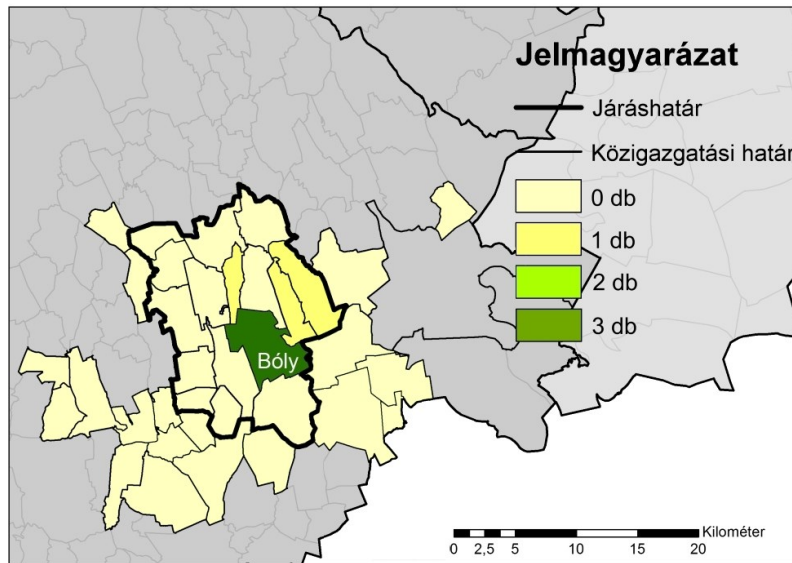 Jelmagyarázat
Járáshatár
Közigazgatási határ
0 db
1 db
2 db
3 db
Bóly
Kilométer
0 2,5 5 10 15 20